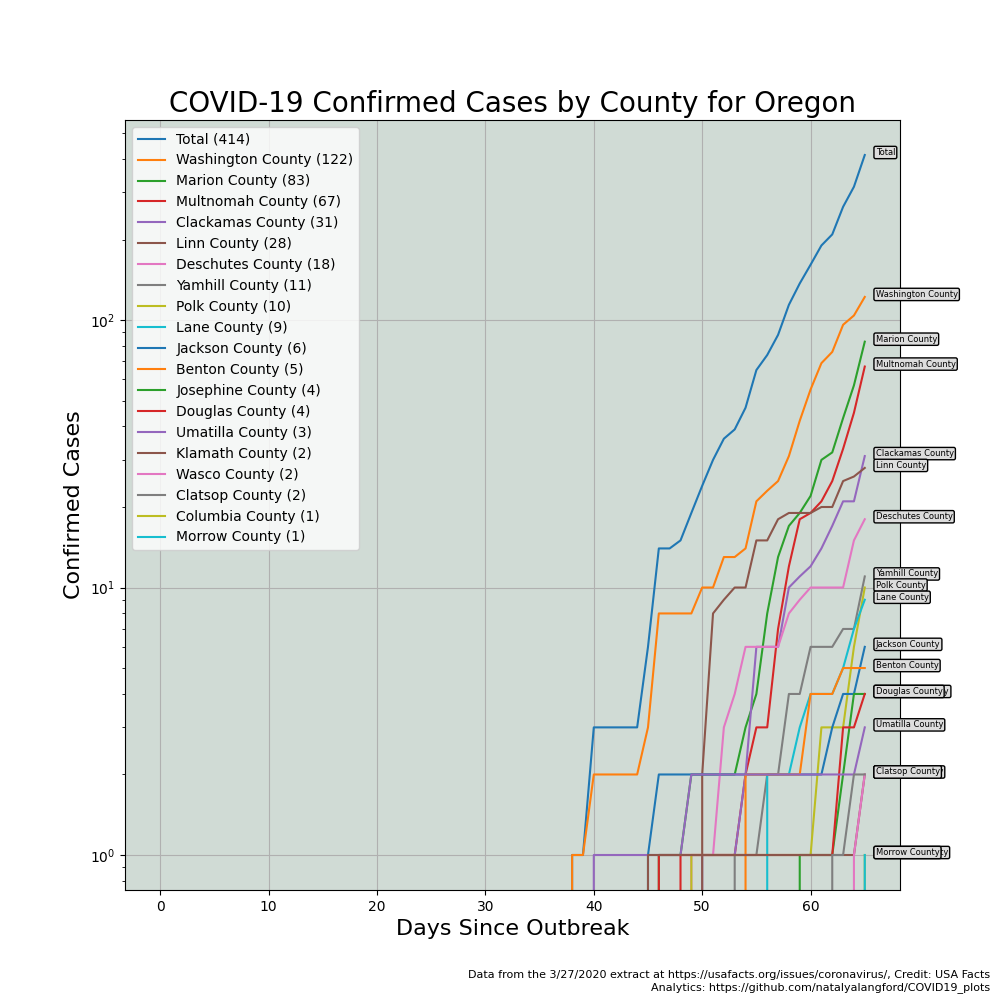 COVID-19 Confirmed Cases by County for Oregon
Total (414)
Washington County (122)
Marion County (83)
Multnomah County (67)
Clackamas County (31)
Linn County (28)
Deschutes County (18)
Yamhill County (11)
Polk County (10)
Lane County (9)
Jackson County (6)
Benton County (5)
Josephine County (4)
Douglas County (4)
Umatilla County (3)
Klamath County (2)
Wasco County (2)
Clatsop County (2)
Columbia County (1)
Morrow County (1)
Total
Washington County
Marion County
Multnomah County
Clackamas County
Linn County
Deschutes County
Yamhill County
Polk County
Lane County
Jackson County
Benton County
Douglas County
Umatilla County
Clatsop County
Morrow County
Confirmed Cases
10²
10¹
10⁰
0 10 20 30 40 50 60
Days Since Outbreak
Data from the 3/27/2020 extract at https://usafacts.org/issues/coronavirus/, Credit: USA Facts
Analytics: https://github.com/natalyalangford/COVID19_plots